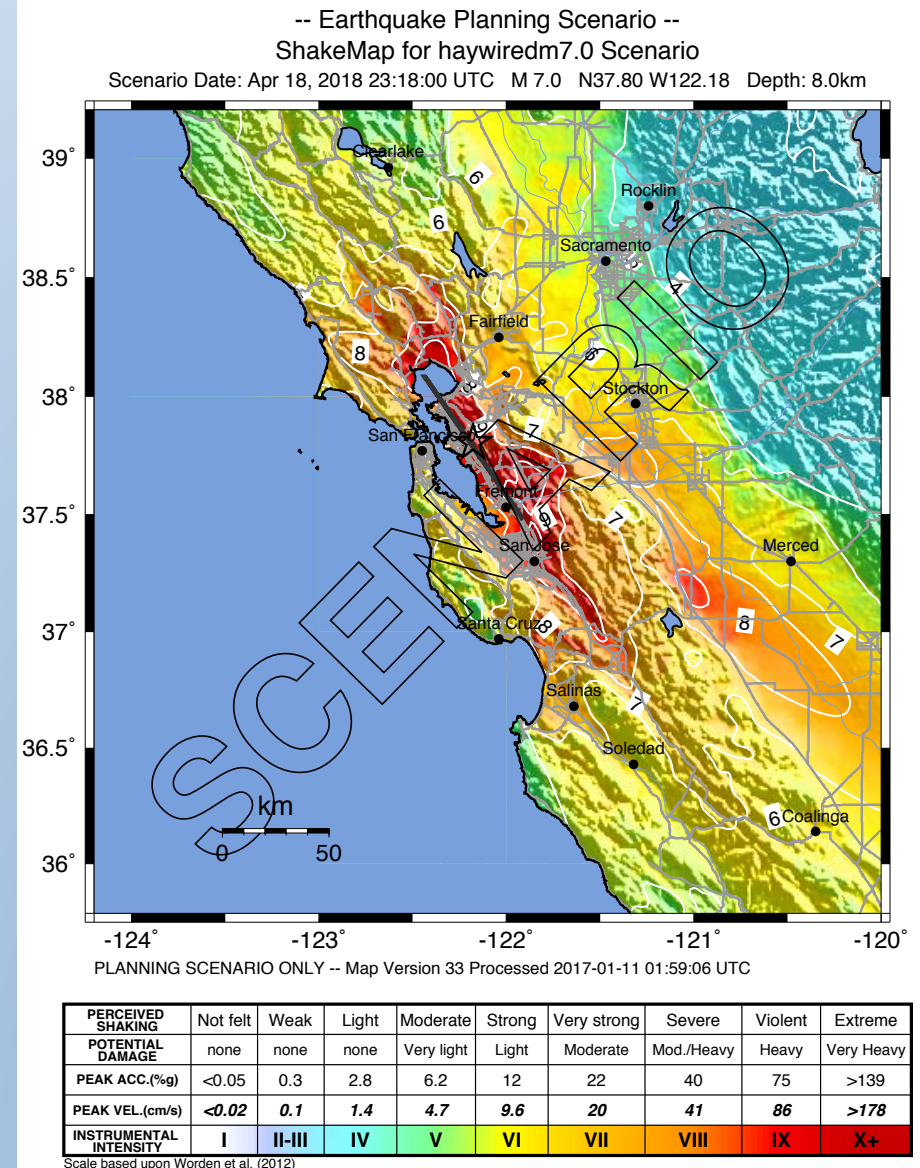 -- Earthquake Planning Scenario --
ShakeMap for haywiredm7.0 Scenario
Scenario Date: Apr 18, 2018 23:18:00 UTC M 7.0 N37.80 W122.18 Depth: 8.0km
39˚
38.5˚
38˚
37.5˚
37˚
36.5˚
36˚
Clearlake
6
Rocklin
6
Sacramento
4
Fairfield
8
6
Stockton
San Francisco
7
Fremont
9
7
San Jose
Merced
8
7
Santa Cruz
8
Salinas
7
Soledad
6
Coalinga
SCENARIO
km
0 50
-124˚ -123˚ -122˚ -121˚ -120˚
PLANNING SCENARIO ONLY -- Map Version 33 Processed 2017-01-11 01:59:06 UTC
PERCEIVED SHAKING Not felt Weak Light Moderate Strong Very strong Severe Violent Extreme
POTENTIAL DAMAGE none none none Very light Light Moderate Mod./Heavy Heavy Very Heavy
PEAK ACC.(%g) <0.05 0.3 2.8 6.2 12 22 40 75 >139
PEAK VEL.(cm/s) <0.02 0.1 1.4 4.7 9.6 20 41 86 >178
INSTRUMENTAL INTENSITY I II-III IV V VI VII VIII IX X+
Scale based upon Worden et al. (2012)